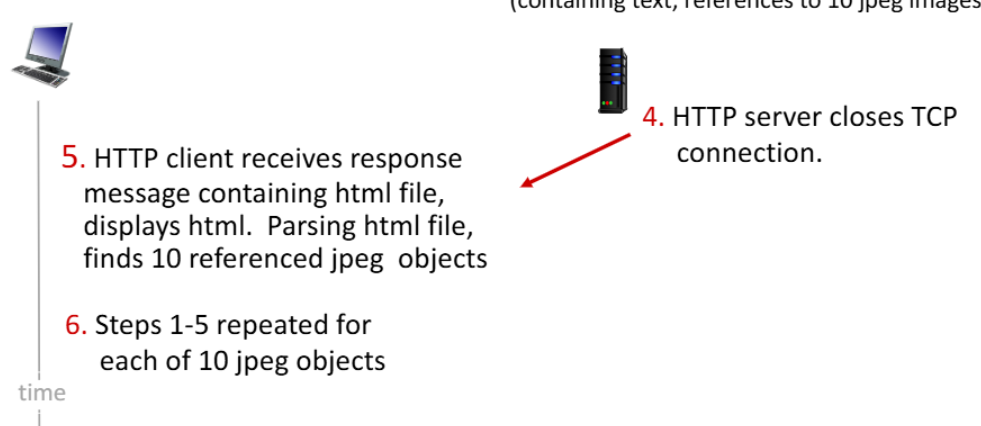 (containing text, references to 10 jpeg images
4. HTTP server closes TCP
connection.
5. HTTP client receives response
message containing html file,
displays html. Parsing html file,
finds 10 referenced jpeg objects
6. Steps 1-5 repeated for
each of 10 jpeg objects
time